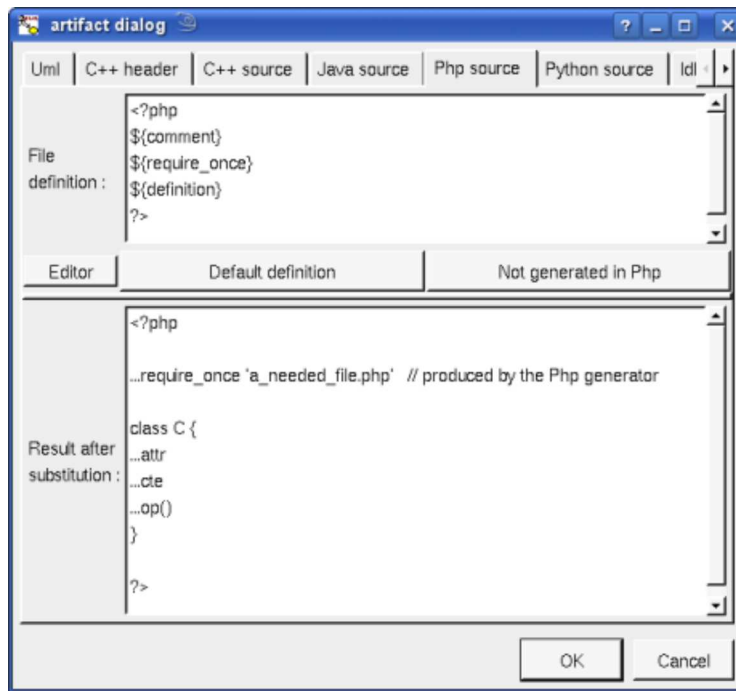 artifact dialog
Uml C++ header C++ source Java source Php source Python source Idl
File
definition :
<?php
${comment}
${require_once}
${definition}
?>
Editor Default definition Not generated in Php
Result after
substitution :
<?php
...require_once 'a_needed_file.php' // produced by the Php generator
class C {
...attr
...cte
...op()
}
?>
OK Cancel